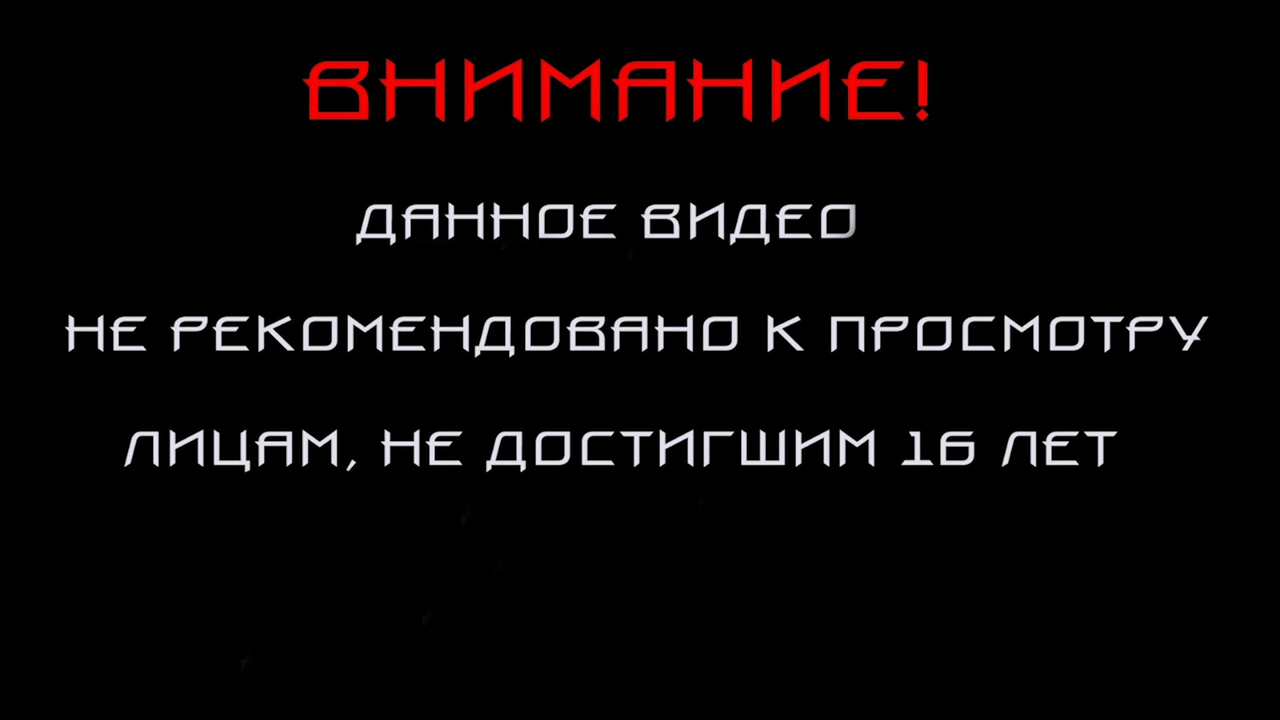 ВНИМАНИЕ!
ДАННОЕ ВИДЕО
НЕ РЕКОМЕНДОВАНО К ПРОСМОТРУ
ЛИЦАМ, НЕ ДОСТИГШИМ 16 ЛЕТ